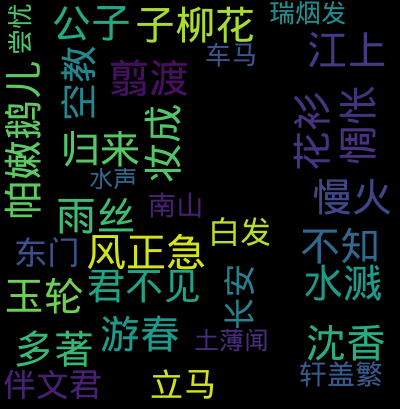 尝忧
公子
子柳花
瑞烟发
车马
江上
空教
翦渡
帕嫩鹅儿
妆成
花衫
惆怅
归来
水声
南山
慢火
雨丝
白发
东门
风正急
不知
玉轮
君不见
长安
水溅
多著
游春
土薄闻
沈香
轩盖繁
伴文君
立马